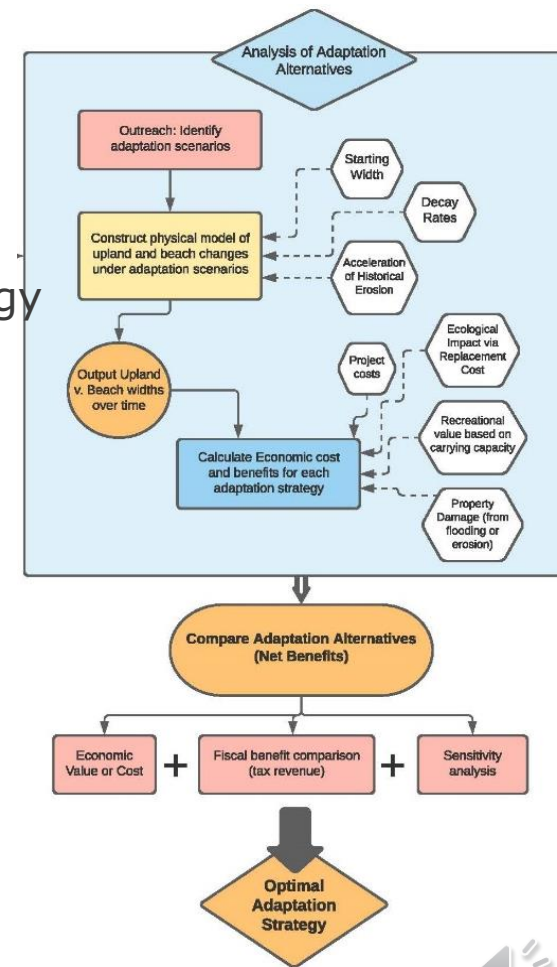 Analysis of Adaptation
Alternatives
Outreach: Identify
adaptation scenarios
Starting
Width
Decay
Rates
Construct physical model of
upland and beach changes
under adaptation scenarios
Acceleration
of Historical
Erosion
gy
Output Upland
v. Beach widths
over time
Project
costs
Ecological
Impact via
Replacement
Cost
Recreational
value based on
carrying capacity
Calculate Economic cost
and benefits for each
adaptation strategy
Property
Damage (from
flooding or
erosion)
Compare Adaptation Alternatives
(Net Benefits)
Economic
Value or Cost
+
Fiscal benefit comparison
(tax revenue)
+
Sensitivity
analysis
Optimal
Adaptation
Strategy